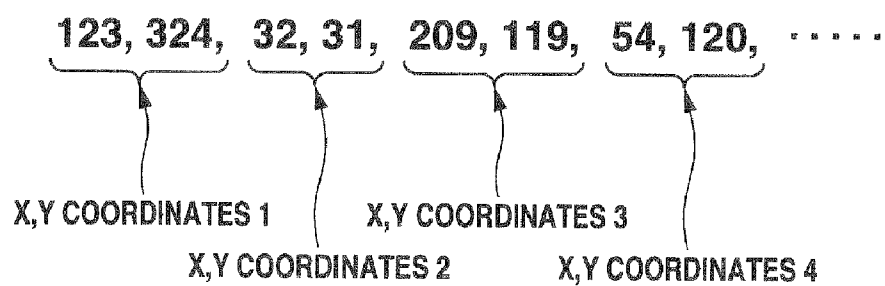 123, 324, 32, 31, 209, 119, 54, 120, .....
X,Y COORDINATES 1
X,Y COORDINATES 3
X,Y COORDINATES 2
X,Y COORDINATES 4